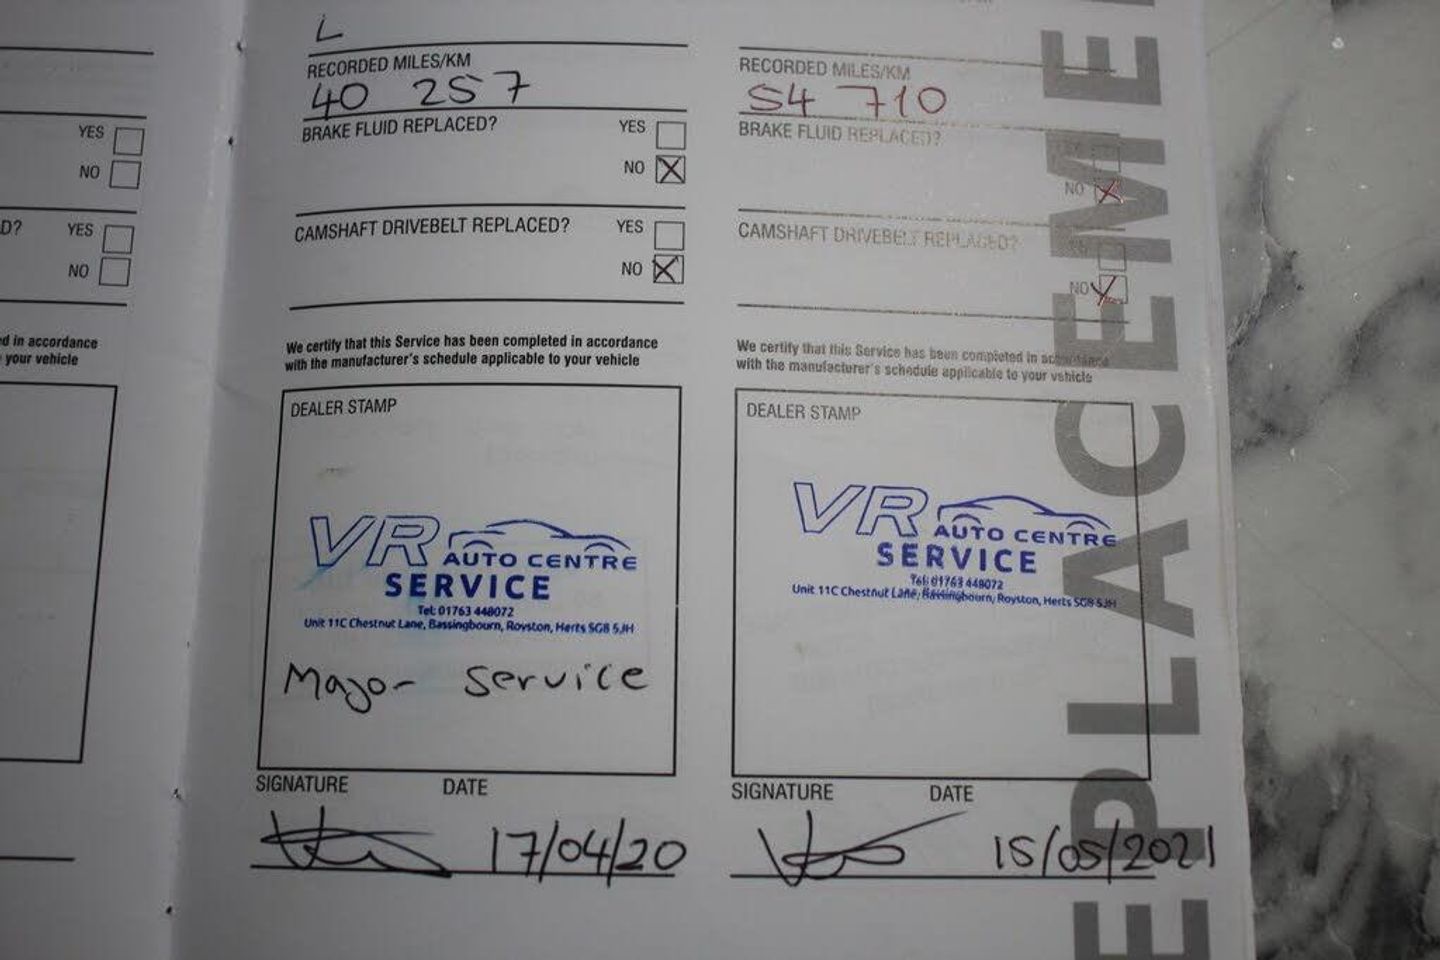 YES
NO
D? YES
NO
d in accordance
your vehicle
L
RECORDED MILES/KM
40 257
BRAKE FLUID REPLACED? YES
NO
CAMSHAFT DRIVEBELT REPLACED? YES
NO
We certify that this Service has been completed in accordance
with the manufacturer's schedule applicable to your vehicle
DEALER STAMP
VR AUTO CENTRE
SERVICE
Tel: 01763 448072
Unit 11C Chestnut Lane, Bassingbourn, Royston, Herts SG8 5JH
Major Service
SIGNATURE DATE
17/04/20
RECORDED MILES/KM
54 710
BRAKE FLUID REPLACED?
NO
CAMSHAFT DRIVEBELT REPLACED?
NO
We certify that this Service has been completed in accordance
with the manufacturer's schedule applicable to your vehicle
DEALER STAMP
VR AUTO CENTRE
SERVICE
Tel: 01763 448072
Unit 11C Chestnut Lane, Bassingbourn, Royston, Herts SG8 5JH
SIGNATURE DATE
15/05/2021
EPLACEME